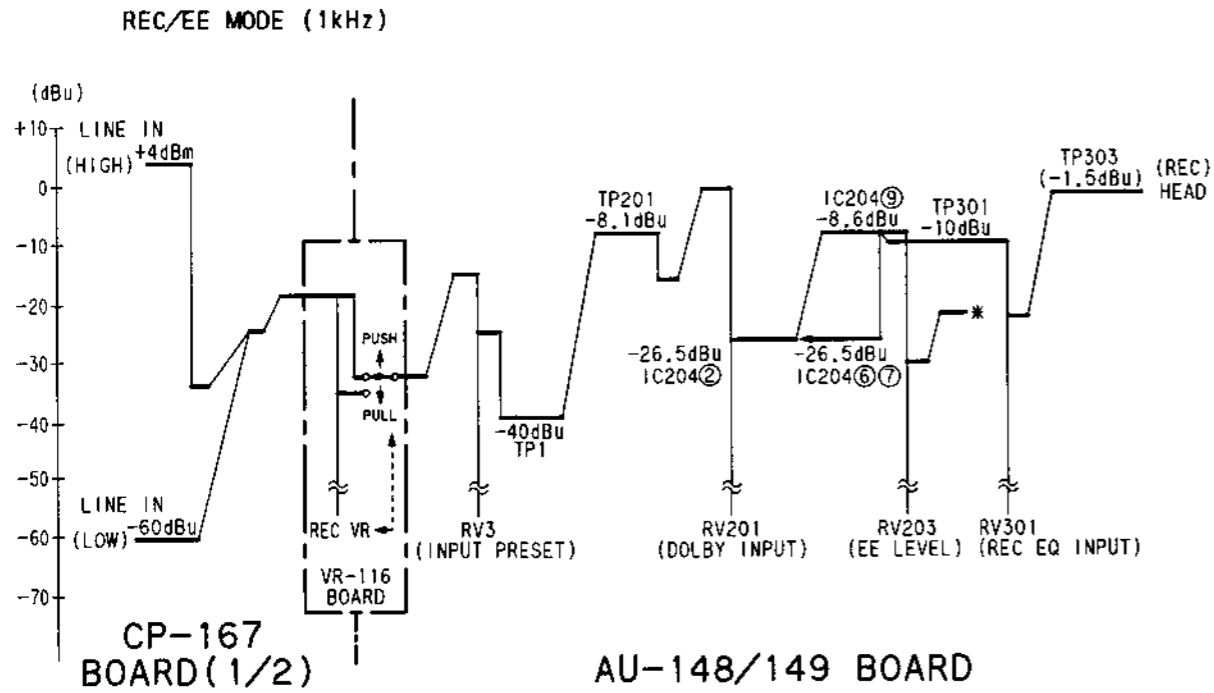 REC/EE MODE (1kHz)
(dBu)
+10
0
-10
-20
-30
-40
-50
-60
-70
LINE IN
(HIGH)
+4dBm
LINE IN
(LOW)
-60dBu
PUSH
PULL
REC VR
VR-116
BOARD
RV3
(INPUT PRESET)
-40dBu
TP1
TP201
-8.1dBu
-26.5dBu
IC204②
RV201
(DOLBY INPUT)
IC204⑨
-8.6dBu
-26.5dBu
IC204⑥⑦
TP301
-10dBu
*
RV203
(EE LEVEL)
RV301
(REC EQ INPUT)
TP303
(-1.5dBu)
(REC)
HEAD
CP-167
BOARD(1/2)
AU-148/149 BOARD